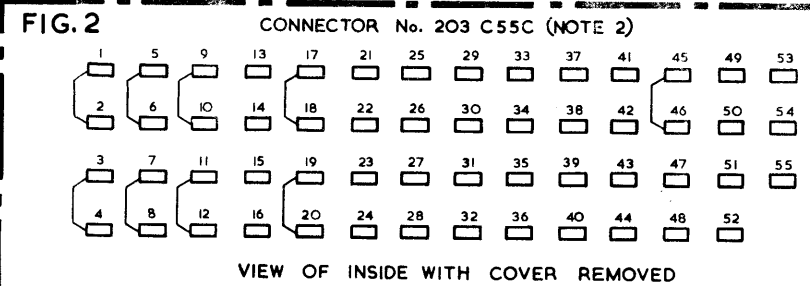 FIG. 2
CONNECTOR No. 203 C55C (NOTE 2)
1 5 9 13 17 21 25 29 33 37 41 45 49 53
2 6 10 14 18 22 26 30 34 38 42 46 50 54
3 7 11 15 19 23 27 31 35 39 43 47 51 55
4 8 12 16 20 24 28 32 36 40 44 48 52
VIEW OF INSIDE WITH COVER REMOVED